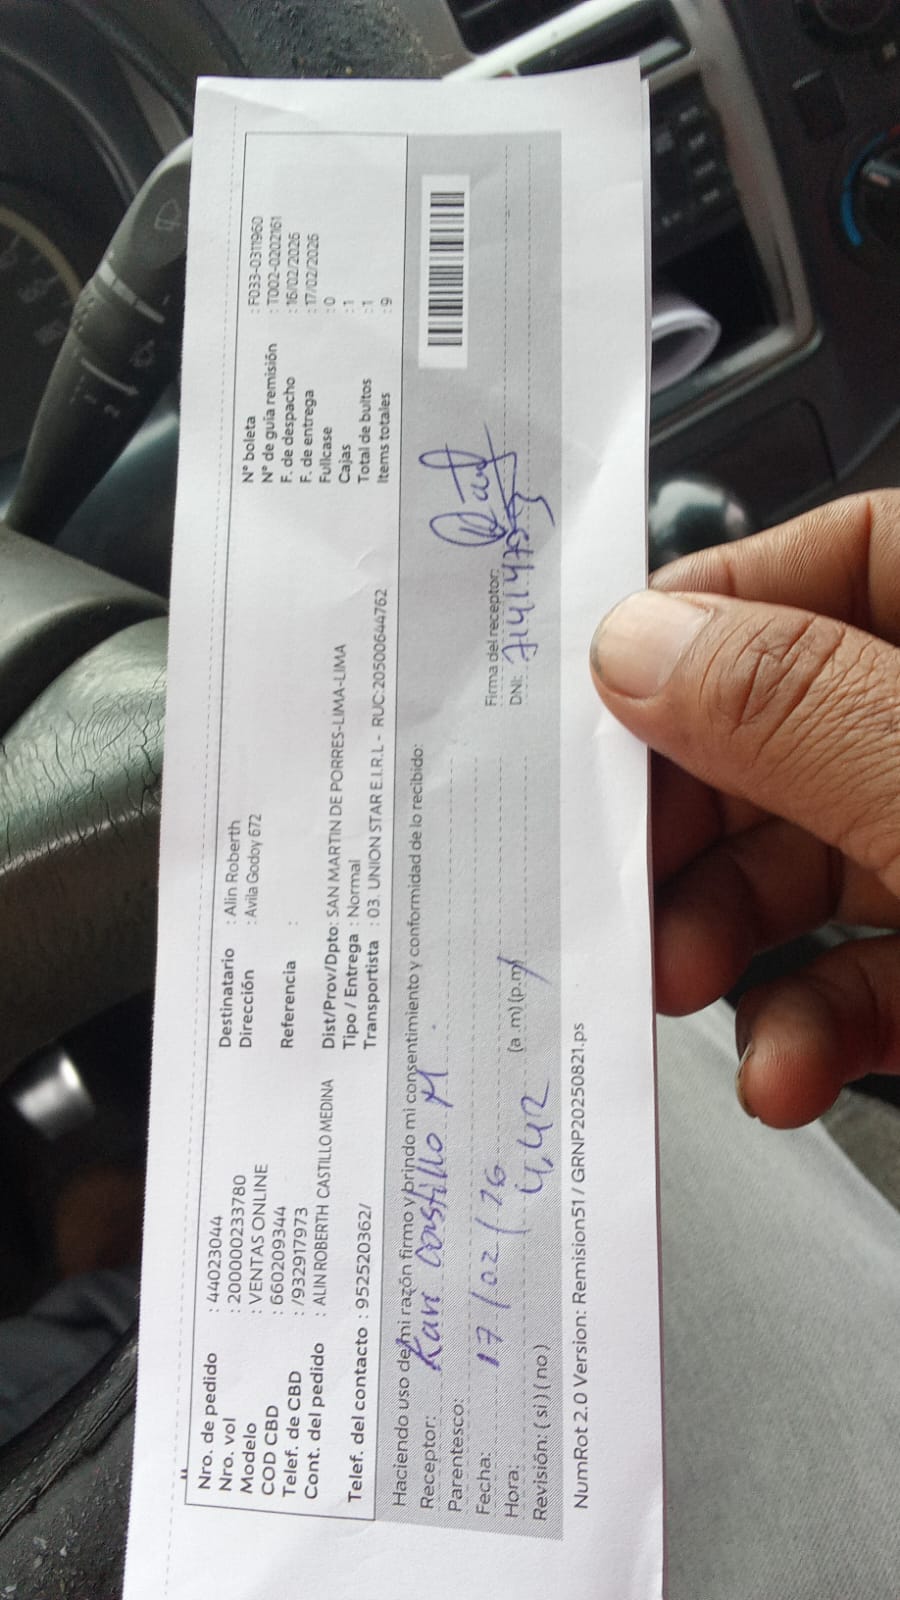 Nro. de pedido : 44023044
Nro. vol : 200000233780
Modelo : VENTAS ONLINE
COD CBD : 660209344
Telef. de CBD : /932917973
Cont. del pedido : ALIN ROBERTH CASTILLO MEDINA
Telef. del contacto : 952520362/
Destinatario : Alin Roberth
Dirección : Avila Godoy 672
Referencia :
Dist/Prov/Dpto: SAN MARTIN DE PORRES-LIMA-LIMA
Tipo / Entrega : Normal
Transportista : 03. UNION STAR E.I.R.L - RUC:20500644762
N° boleta : F033-0311960
N° de guía remisión : T002-0202161
F. de despacho : 16/02/2026
F. de entrega : 17/02/2026
Fullcase : 0
Cajas : 1
Total de bultos : 1
Items totales : 9
Haciendo uso de mi razón firmo y brindo mi consentimiento y conformidad de lo recibido:
Receptor: Castillo M.
Parentesco:
Fecha: 17/02/26
Hora: 4,42 (a .m)(p.m)
Revisión: ( si ) ( no )
Firma del receptor:
DNI:
NumRot 2.0 Version: Remision51 / GRNP20250821.ps